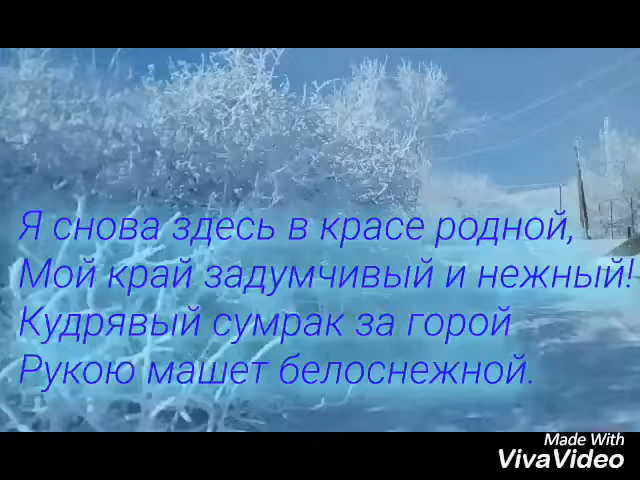 Я снова здесь в красе родной,
Мой край задумчивый и нежный!
Кудрявый сумрак за горой
Рукою машет белоснежной.
Made With
VivaVideo